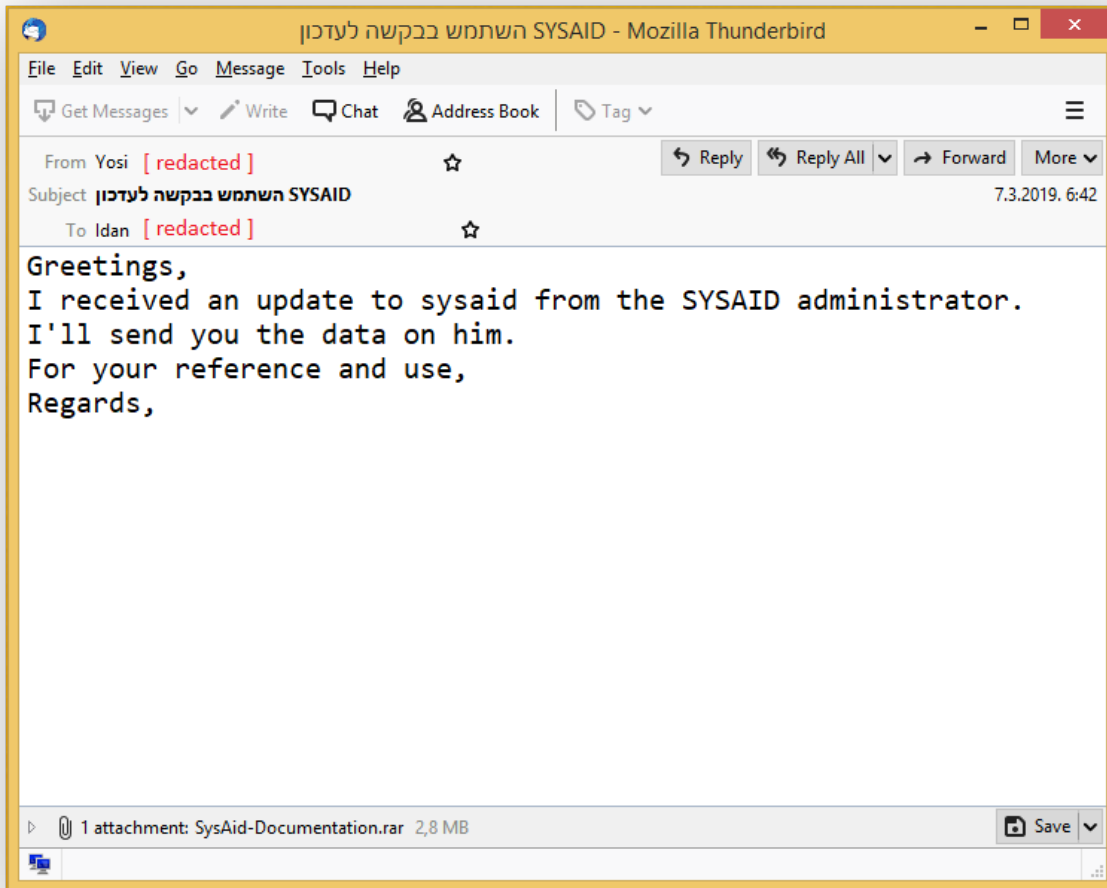 השתמש בבקשה לעדכון SYSAID - Mozilla Thunderbird
File Edit View Go Message Tools Help
Get Messages Write Chat Address Book Tag
From Yosi [ redacted ] Reply Reply All Forward More
Subject השתמש בבקשה לעדכון SYSAID 7.3.2019. 6:42
To Idan [ redacted ]
Greetings,
I received an update to sysaid from the SYSAID administrator.
I'll send you the data on him.
For your reference and use,
Regards,
1 attachment: SysAid-Documentation.rar 2,8 MB Save